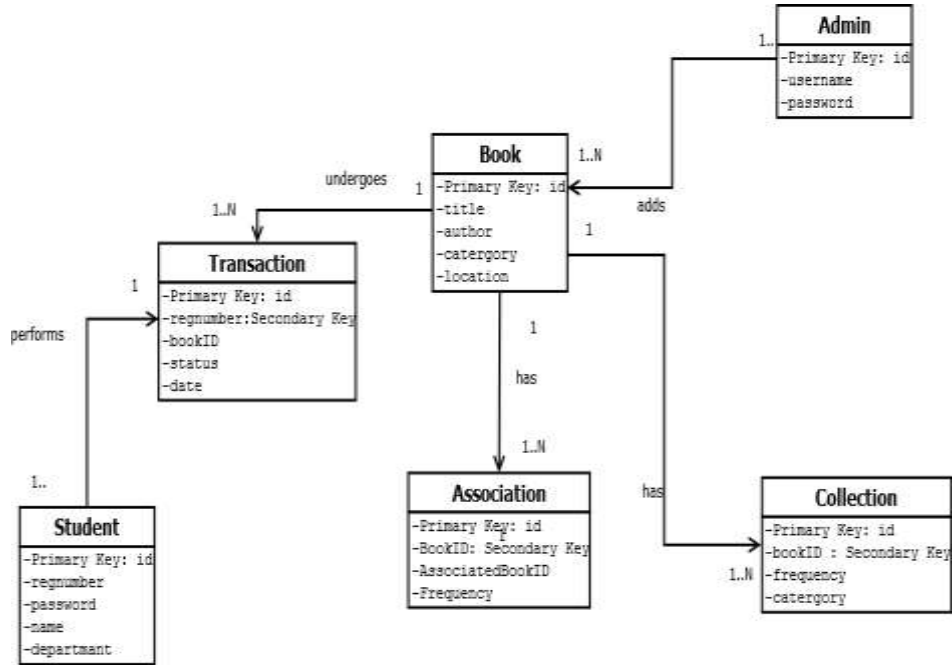 Admin
-Primary Key: id
-username
-password
1..
Book
-Primary Key: id
-title
-author
-catergory
-location
1..N
adds
undergoes
1
1..N
1
Transaction
-Primary Key: id
-regnumber:Secondary Key
-bookID
-status
-date
1
performs
1..
1
has
1..N
Student
-Primary Key: id
-regnumber
-password
-name
-departmant
Association
-Primary Key: id
-BookID: Secondary Key
-AssociatedBookID
-Frequency
has
1..N
Collection
-Primary Key: id
-bookID : Secondary Key
-frequency
-catergory